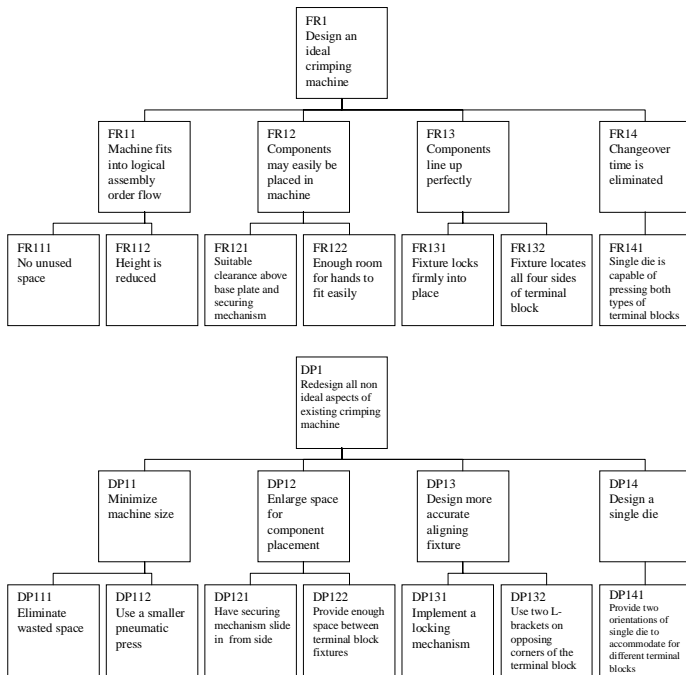 FR1
Design an
ideal
crimping
machine
FR11
Machine fits
into logical
assembly
order flow
FR12
Components
may easily be
placed in
machine
FR13
Components
line up
perfectly
FR14
Changeover
time is
eliminated
FR111
No unused
space
FR112
Height is
reduced
FR121
Suitable
clearance above
base plate and
securing
mechanism
FR122
Enough room
for hands to
fit easily
FR131
Fixture locks
firmly into
place
FR132
Fixture locates
all four sides
of terminal
block
FR141
Single die is
capable of
pressing both
types of
terminal blocks
DP1
Redesign all non
ideal aspects of
existing crimping
machine
DP11
Minimize
machine size
DP12
Enlarge space
for
component
placement
DP13
Design more
accurate
aligning
fixture
DP14
Design a
single die
DP111
Eliminate
wasted space
DP112
Use a smaller
pneumatic
press
DP121
Have securing
mechanism slide
in from side
DP122
Provide enough
space between
terminal block
fixtures
DP131
Implement a
locking
mechanism
DP132
Use two L-
brackets on
opposing
corners of the
terminal block
DP141
Provide two
orientations of
single die to
accommodate for
different terminal
blocks